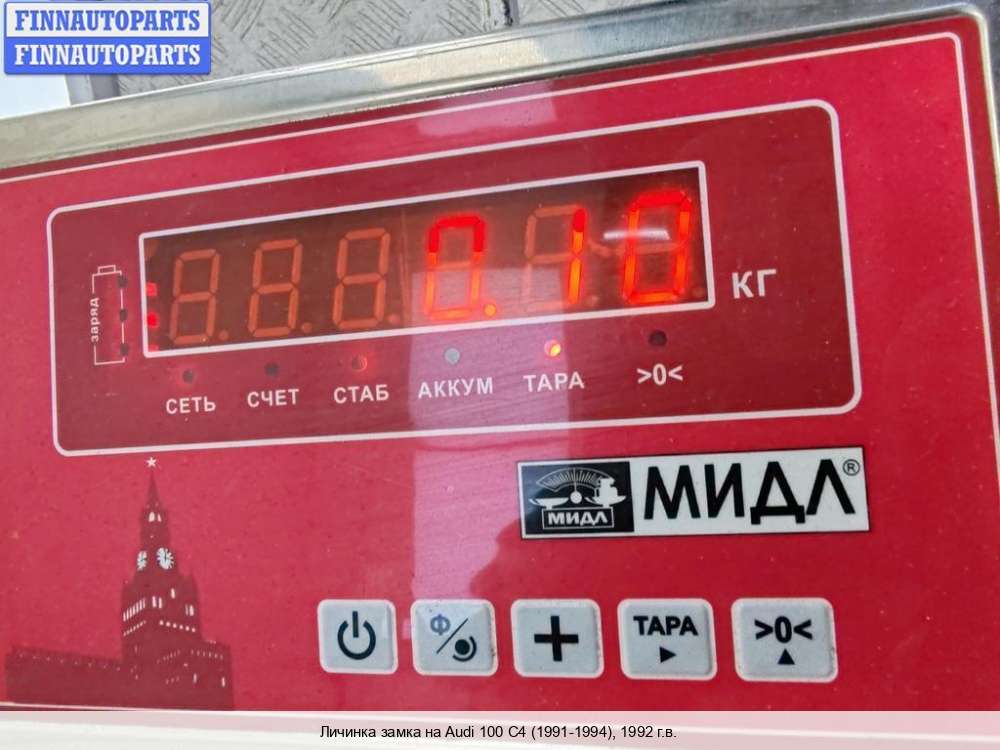 FINNAUTOPARTS
FINNAUTOPARTS
0.10
КГ
заряд
СЕТЬ СЧЕТ СТАБ АККУМ ТАРА >0<
МИДЛ МИДЛ®
Ф
ТАРА >0<
Личинка замка на Audi 100 C4 (1991-1994), 1992 г.в.